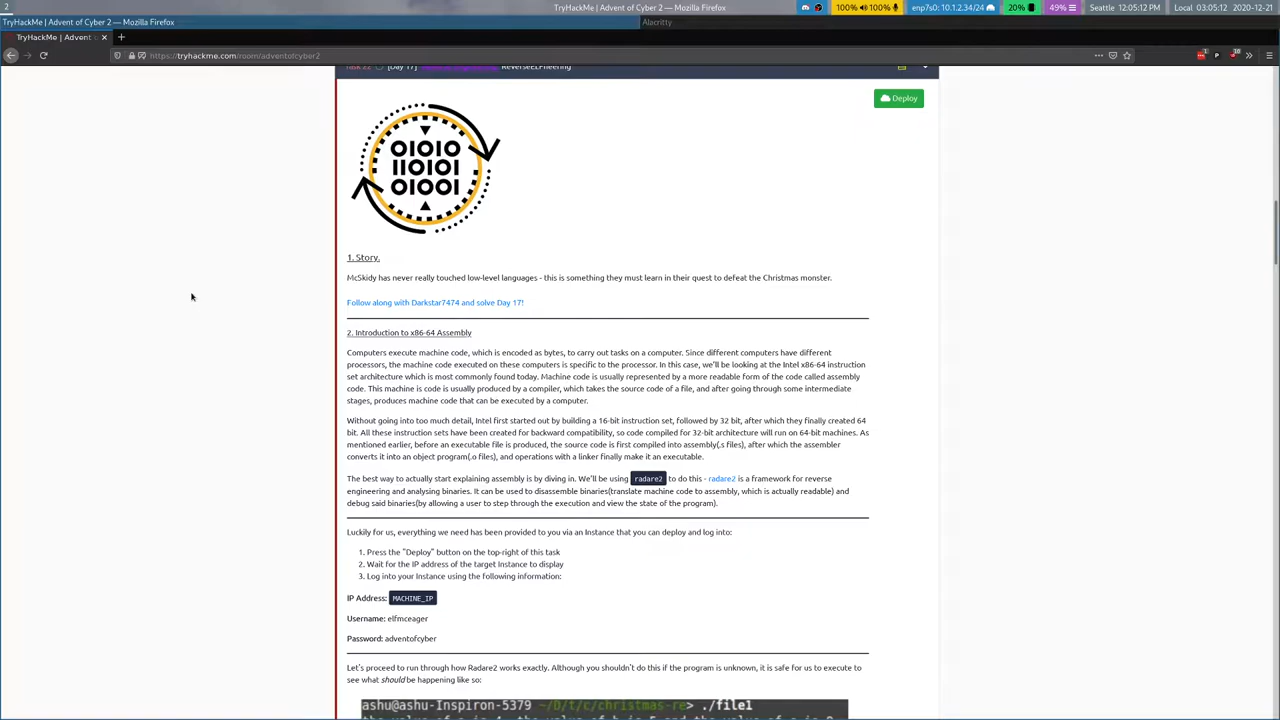 2
TryHackMe | Advent of Cyber 2 — Mozilla Firefox
100% 100%
enp7s0: 10.1.2.34/24
20%
49%
Seattle 12:05:12 PM
Local: 03:05:12 2020-12-21
TryHackMe | Advent of Cyber 2 — Mozilla Firefox
Alacritty
TryHackMe | Advent
https://tryhackme.com/room/adventofcyber2
[Day 17] ReverseELFneering
Deploy
01010
110101
01001
1. Story.
McSkidy has never really touched low-level languages - this is something they must learn in their quest to defeat the Christmas monster.
Follow along with Darkstar7474 and solve Day 17!
2. Introduction to x86-64 Assembly
Computers execute machine code, which is encoded as bytes, to carry out tasks on a computer. Since different computers have different
processors, the machine code executed on these computers is specific to the processor. In this case, we'll be looking at the Intel x86-64 instruction
set architecture which is most commonly found today. Machine code is usually represented by a more readable form of the code called assembly
code. This machine is code is usually produced by a compiler, which takes the source code of a file, and after going through some intermediate
stages, produces machine code that can be executed by a computer.
Without going into too much detail, Intel first started out by building a 16-bit instruction set, followed by 32 bit, after which they finally created 64
bit. All these instruction sets have been created for backward compatibility, so code compiled for 32-bit architecture will run on 64-bit machines. As
mentioned earlier, before an executable file is produced, the source code is first compiled into assembly(.s files), after which the assembler
converts it into an object program(.o files), and operations with a linker finally make it an executable.
The best way to actually start explaining assembly is by diving in. We'll be using radare2 to do this - radare2 is a framework for reverse
engineering and analysing binaries. It can be used to disassemble binaries(translate machine code to assembly, which is actually readable) and
debug said binaries(by allowing a user to step through the execution and view the state of the program).
Luckily for us, everything we need has been provided to you via an Instance that you can deploy and log into:
1. Press the "Deploy" button on the top-right of this task
2. Wait for the IP address of the target Instance to display
3. Log into your Instance using the following information:
IP Address: MACHINE_IP
Username: elfmceager
Password: adventofcyber
Let's proceed to run through how Radare2 works exactly. Although you shouldn't do this if the program is unknown, it is safe for us to execute to
see what should be happening like so:
ashu@ashu-Inspiron-5379 ~/D/t/c/christmas-re> ./file1